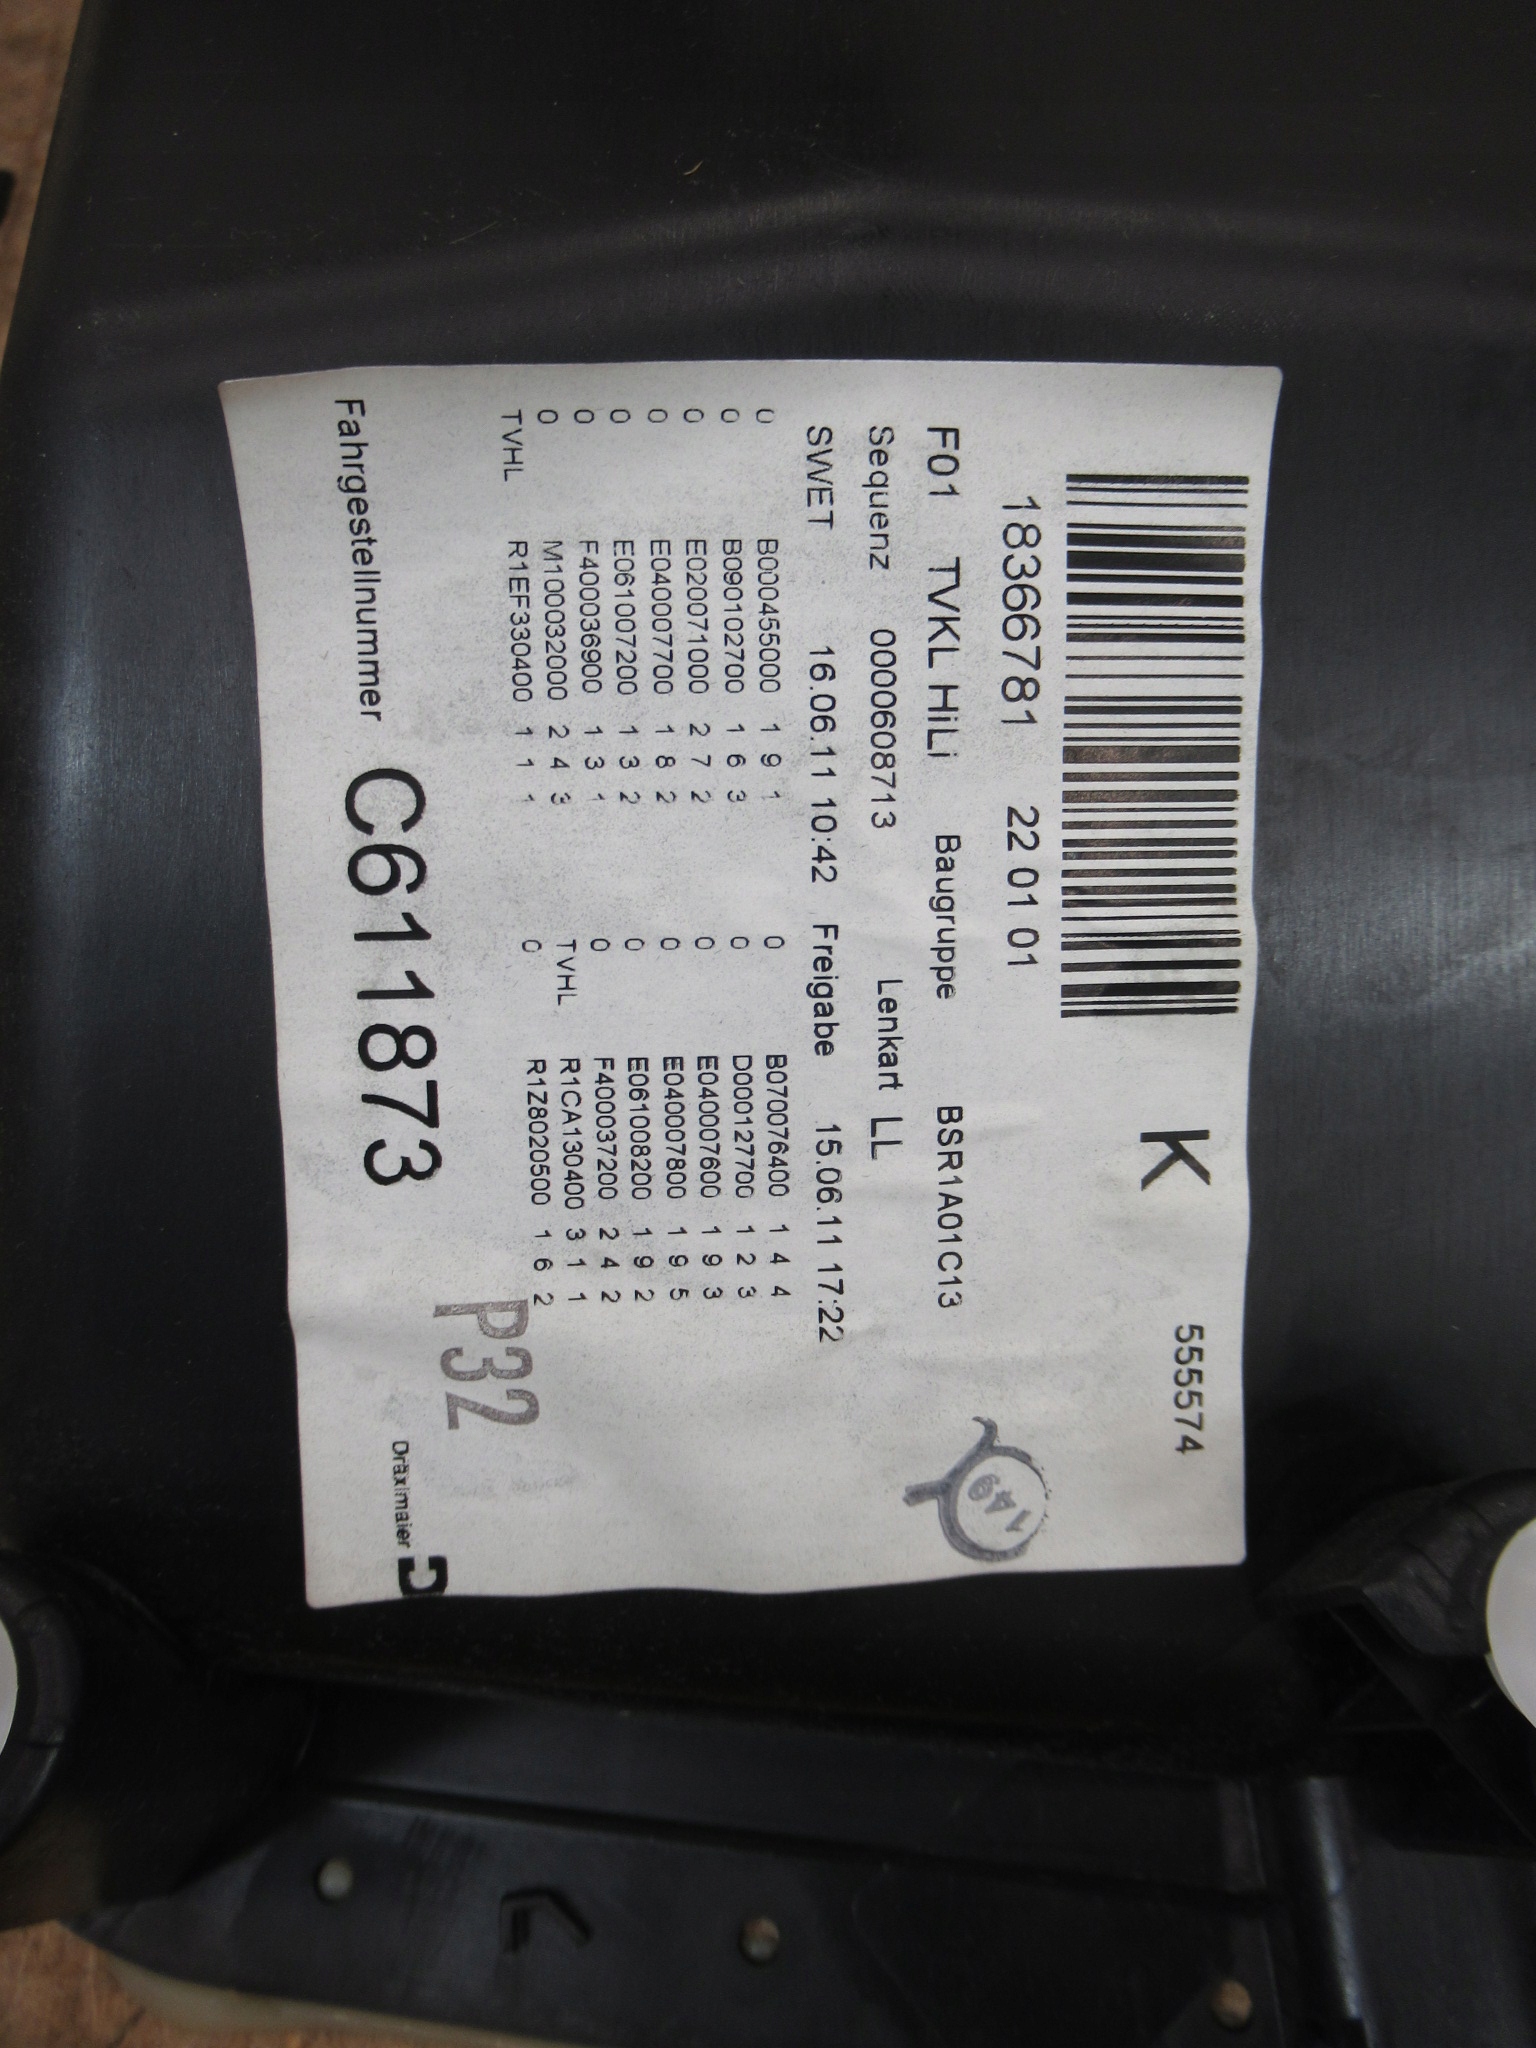 K 555574
18366781 22 01 01
F01 TVKL HiLi Baugruppe BSR1A01C13
Sequenz 0000608713 Lenkart LL
SWET 16.06.11 10:42 Freigabe 15.06.11 17:22
0 B000455000 1 9 1 0 B070076400 1 4 4
0 B090102700 1 6 3 0 D000127700 1 2 3
0 E020071000 2 7 2 0 E040007600 1 9 3
0 E040007700 1 8 2 0 E040007800 1 9 5
0 E061007200 1 3 2 0 E061008200 1 9 2
0 F400036900 1 3 1 0 F400037200 2 4 2
0 M100032000 2 4 3 TVHL R1CA130400 3 1 1
TVHL R1EF330400 1 1 1 0 R1Z8020500 1 6 2
Fahrgestellnummer C611873
P32
Dräxlmaier
149